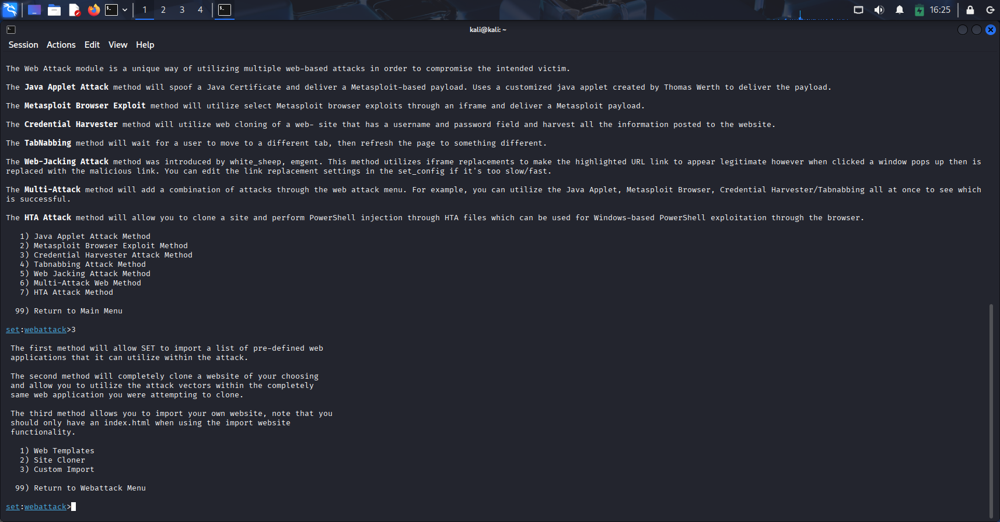 1 2 3 4 16:25
kali@kali: ~
Session Actions Edit View Help
The Web Attack module is a unique way of utilizing multiple web-based attacks in order to compromise the intended victim.
The Java Applet Attack method will spoof a Java Certificate and deliver a Metasploit-based payload. Uses a customized java applet created by Thomas Werth to deliver the payload.
The Metasploit Browser Exploit method will utilize select Metasploit browser exploits through an iframe and deliver a Metasploit payload.
The Credential Harvester method will utilize web cloning of a web- site that has a username and password field and harvest all the information posted to the website.
The TabNabbing method will wait for a user to move to a different tab, then refresh the page to something different.
The Web-Jacking Attack method was introduced by white_sheep, emgent. This method utilizes iframe replacements to make the highlighted URL link to appear legitimate however when clicked a window pops up then is
replaced with the malicious link. You can edit the link replacement settings in the set_config if it's too slow/fast.
The Multi-Attack method will add a combination of attacks through the web attack menu. For example, you can utilize the Java Applet, Metasploit Browser, Credential Harvester/Tabnabbing all at once to see which
is successful.
The HTA Attack method will allow you to clone a site and perform PowerShell injection through HTA files which can be used for Windows-based PowerShell exploitation through the browser.
1) Java Applet Attack Method
2) Metasploit Browser Exploit Method
3) Credential Harvester Attack Method
4) Tabnabbing Attack Method
5) Web Jacking Attack Method
6) Multi-Attack Web Method
7) HTA Attack Method
99) Return to Main Menu
set:webattack>3
The first method will allow SET to import a list of pre-defined web
applications that it can utilize within the attack.
The second method will completely clone a website of your choosing
and allow you to utilize the attack vectors within the completely
same web application you were attempting to clone.
The third method allows you to import your own website, note that you
should only have an index.html when using the import website
functionality.
1) Web Templates
2) Site Cloner
3) Custom Import
99) Return to Webattack Menu
set:webattack>